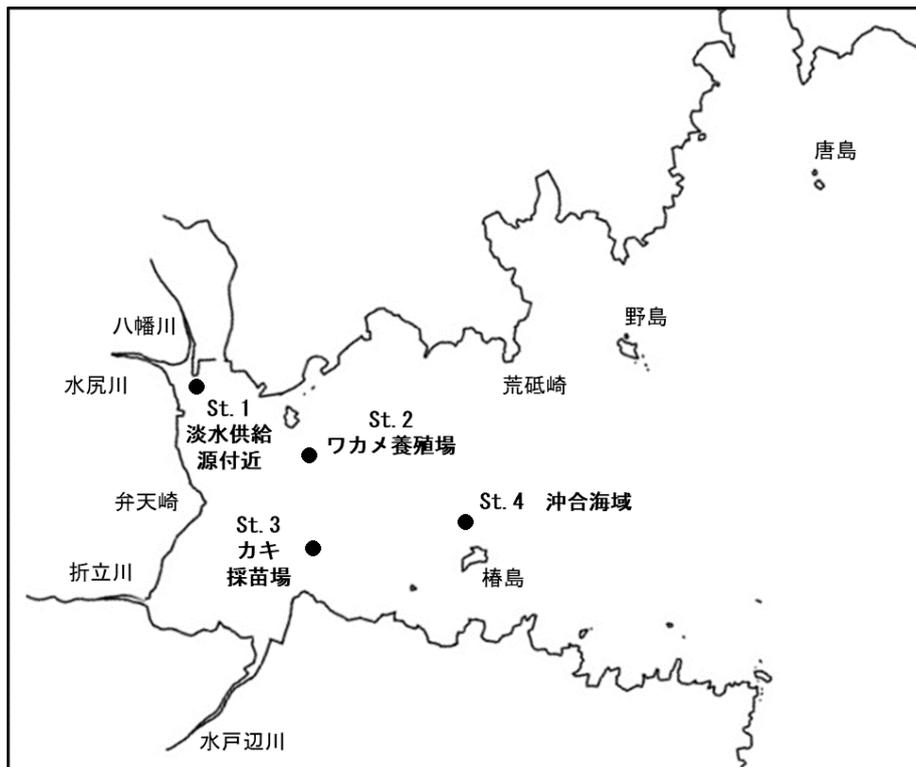 唐島
野島
八幡川
水尻川
荒砥崎
St.1
淡水供給
源付近
St.2
ワカメ養殖場
弁天崎
St.4 沖合海域
St.3
カキ
採苗場
折立川
椿島
水戸辺川